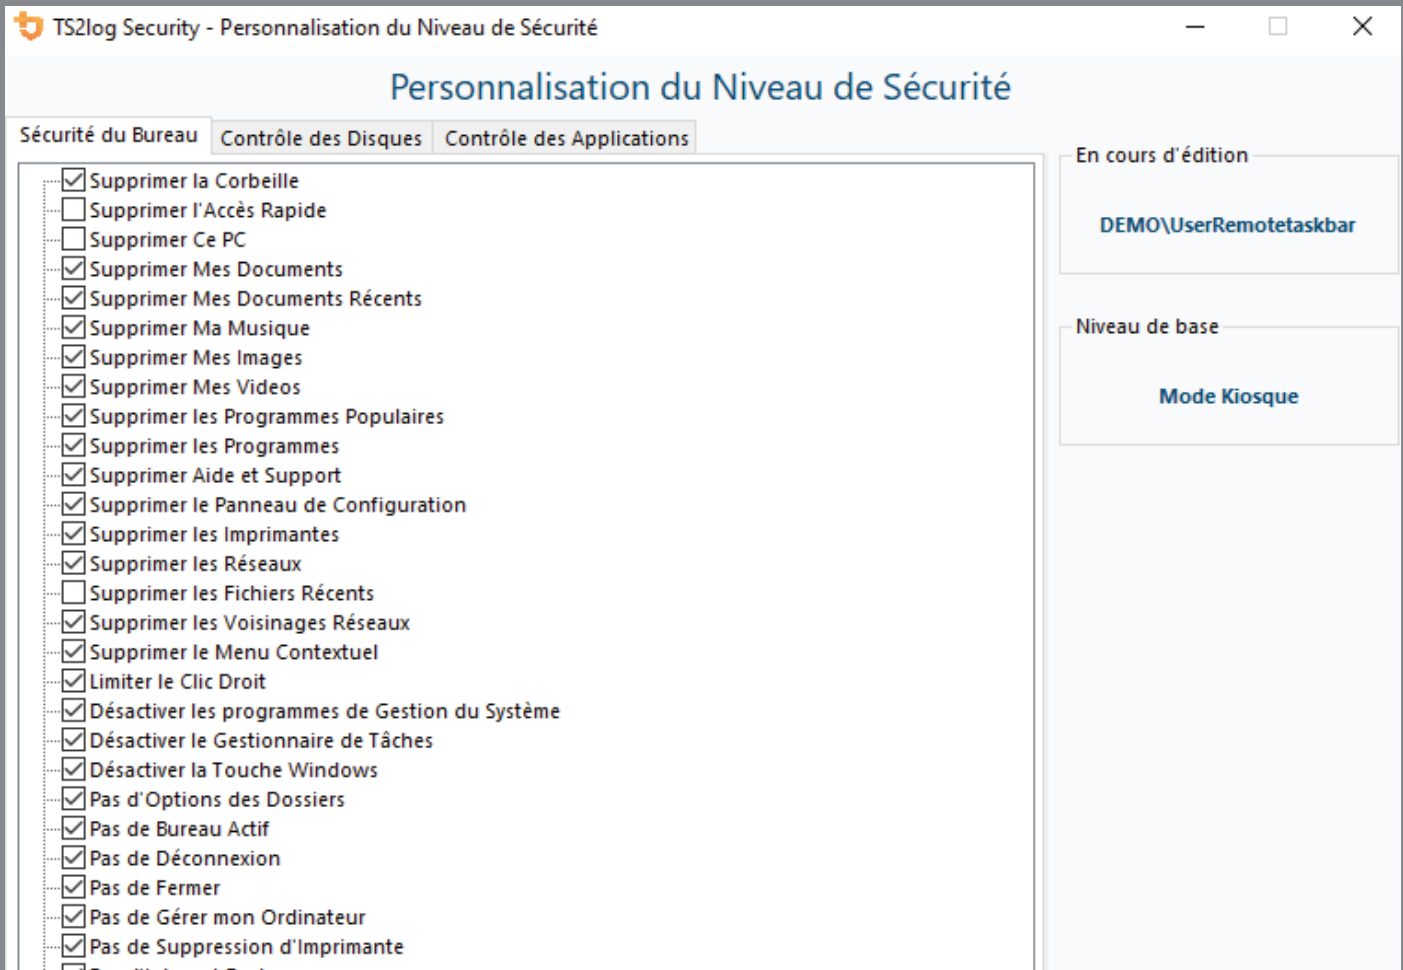 TS2log Security - Personnalisation du Niveau de Sécurité
Personnalisation du Niveau de Sécurité
Sécurité du Bureau
Contrôle des Disques
Contrôle des Applications
Supprimer la Corbeille
Supprimer l'Accès Rapide
Supprimer Ce PC
Supprimer Mes Documents
Supprimer Mes Documents Récents
Supprimer Ma Musique
Supprimer Mes Images
Supprimer Mes Videos
Supprimer les Programmes Populaires
Supprimer les Programmes
Supprimer Aide et Support
Supprimer le Panneau de Configuration
Supprimer les Imprimantes
Supprimer les Réseaux
Supprimer les Fichiers Récents
Supprimer les Voisinages Réseaux
Supprimer le Menu Contextuel
Limiter le Clic Droit
Désactiver les programmes de Gestion du Système
Désactiver le Gestionnaire de Tâches
Désactiver la Touche Windows
Pas d'Options des Dossiers
Pas de Bureau Actif
Pas de Déconnexion
Pas de Fermer
Pas de Gérer mon Ordinateur
Pas de Suppression d'Imprimante
En cours d'édition
DEMO\UserRemotetaskbar
Niveau de base
Mode Kiosque